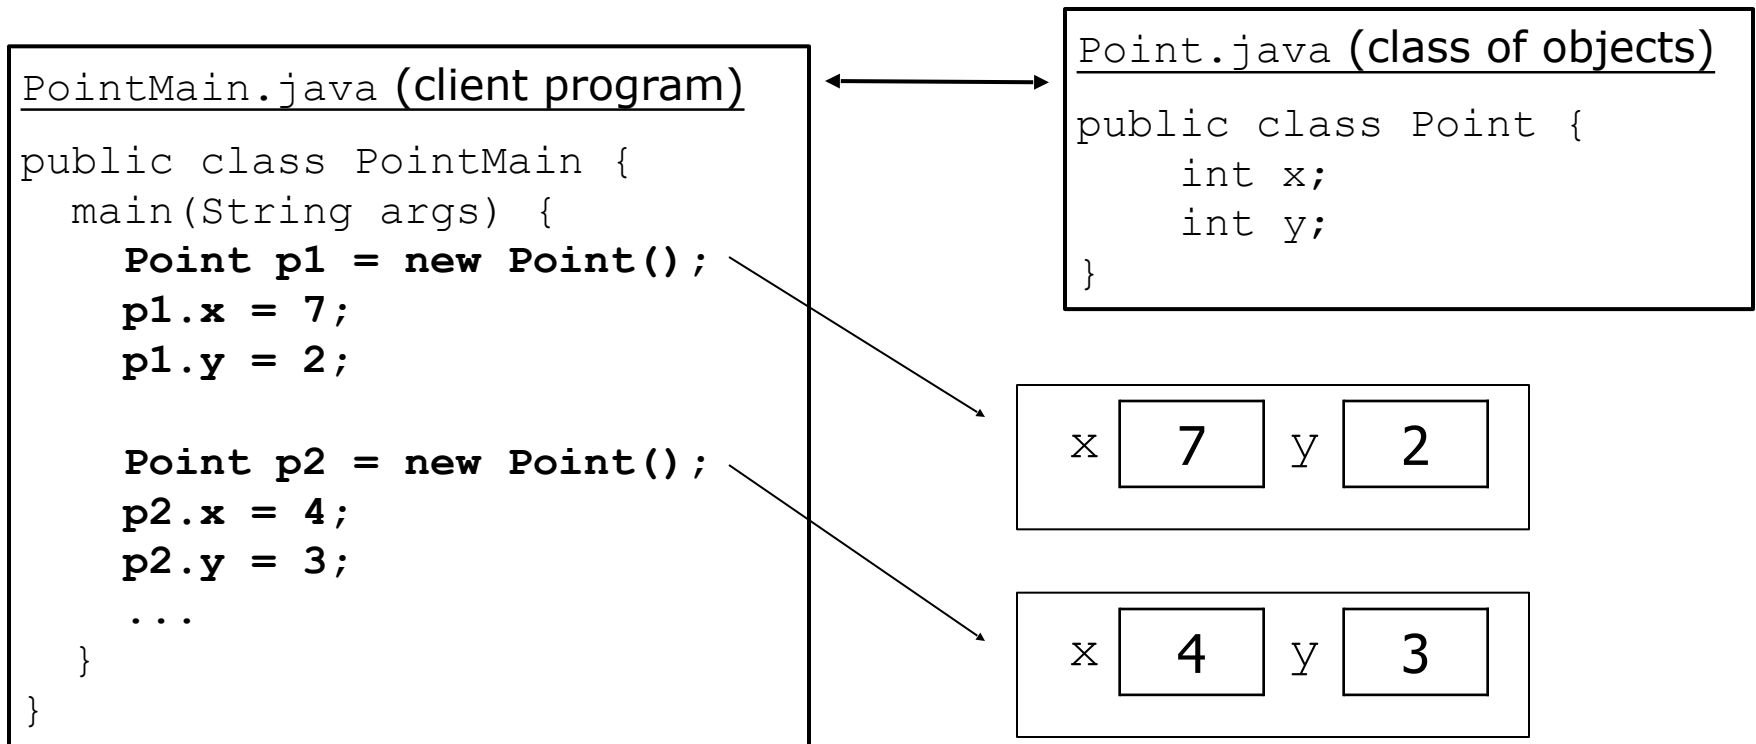 PointMain.java (client program)
public class PointMain {
main(String args) {
Point p1 = new Point();
p1.x = 7;
p1.y = 2;
Point p2 = new Point();
p2.x = 4;
p2.y = 3;
...
}
}
Point.java (class of objects)
public class Point {
int x;
int y;
}
x 7 y 2
x 4 y 3